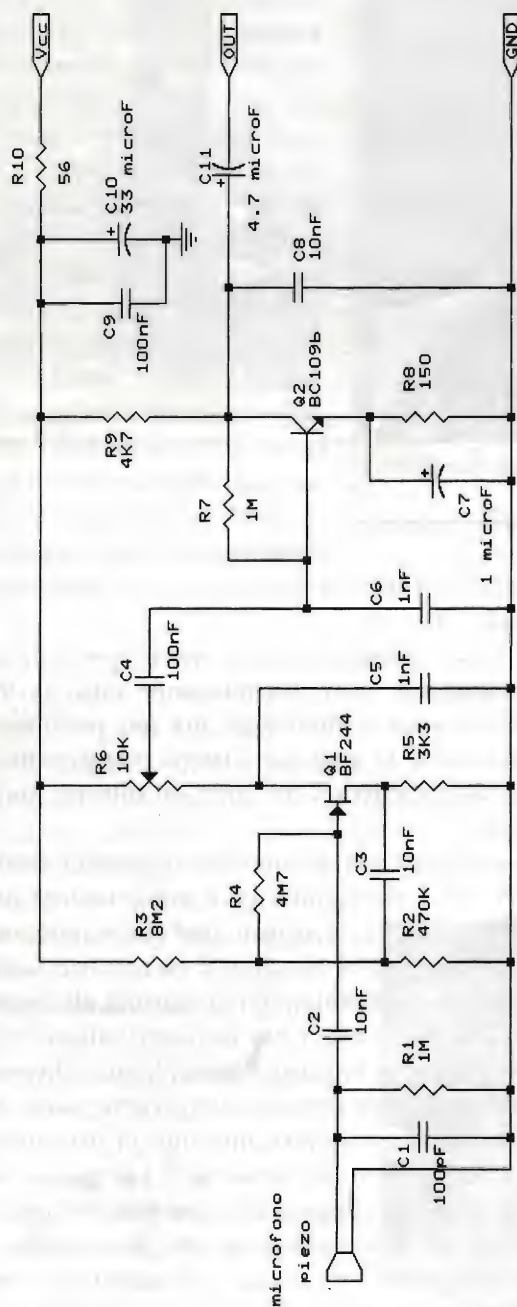 Vcc
R10
56
C10
33 microF
C9
100nF
OUT
C11
4.7 microF
C8
10nF
GND
R9
4K7
R7
1M
Q2
BC109b
R8
150
C7
1 microF
C4
100nF
C6
1nF
C5
1nF
R6
10K
Q1
BF244
R5
3K3
R3
8M2
R4
4M7
C3
10nF
R2
470K
C2
10nF
R1
1M
C1
100pF
microfono
piezo